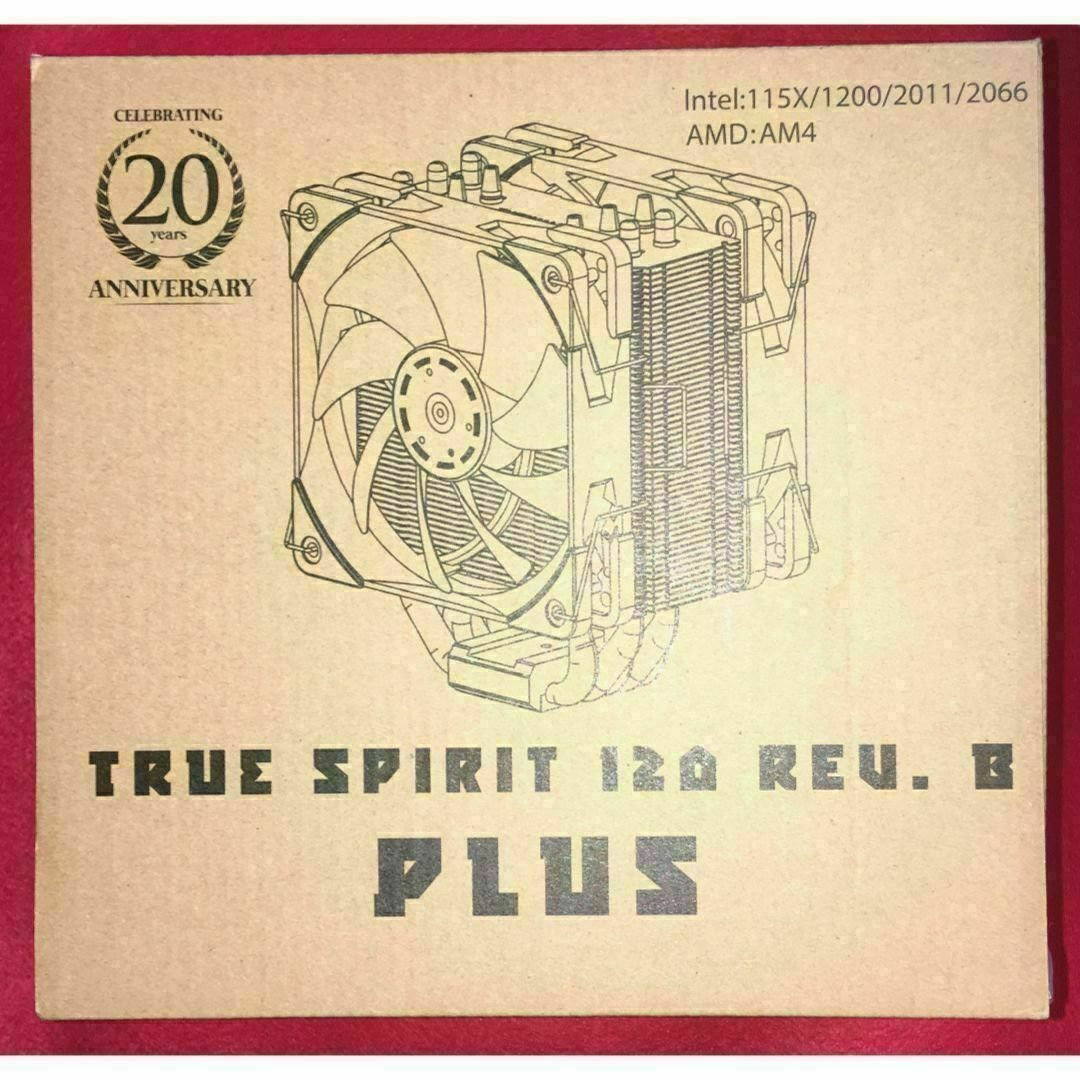 CELEBRATING
20
years
ANNIVERSARY
Intel:115X/1200/2011/2066
AMD:AM4
TRUE SPIRIT 120 REV. B
PLUS